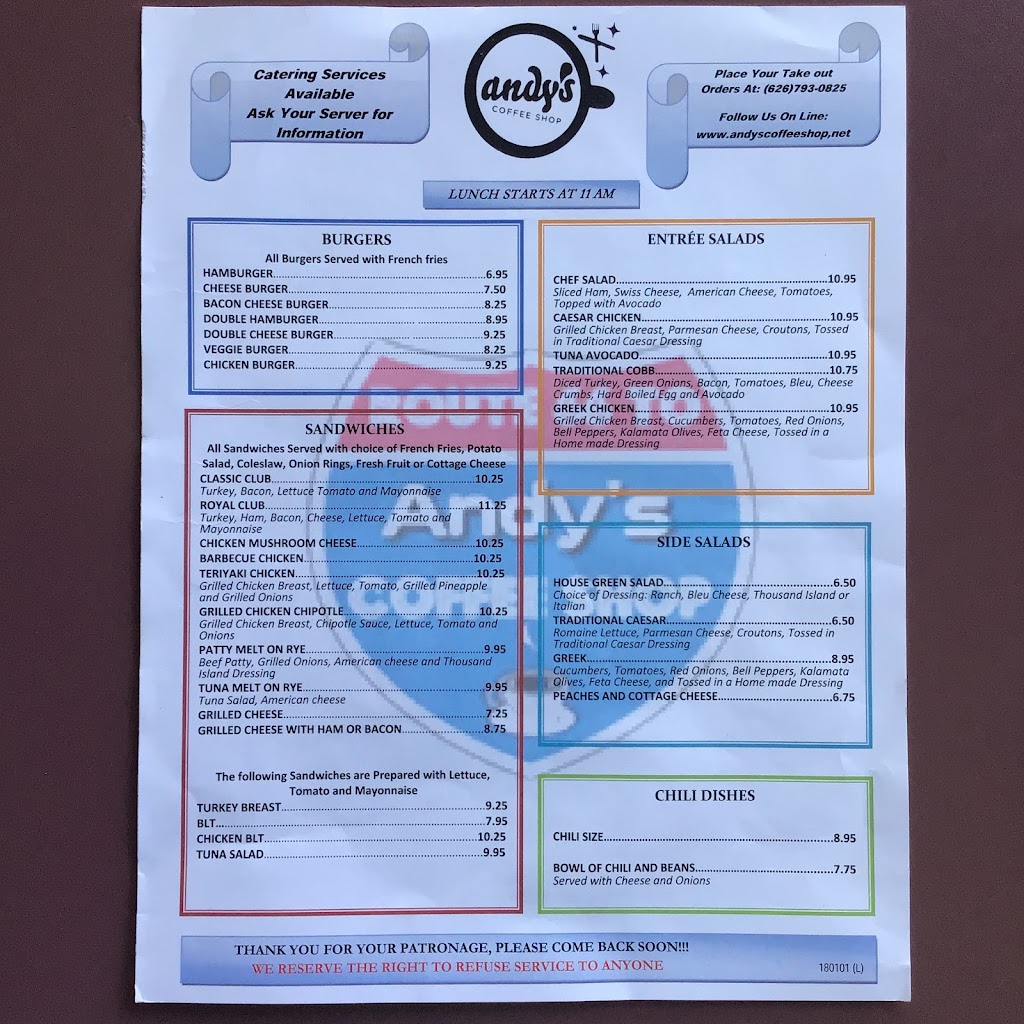 Catering Services
Available
Ask Your Server for
Information
andy's
COFFEE SHOP
Place Your Take out
Orders At: (626)793-0825
Follow Us On Line:
www.andyscoffeeshop,net
LUNCH STARTS AT 11 AM
BURGERS
All Burgers Served with French fries
HAMBURGER.....6.95
CHEESE BURGER.....7.50
BACON CHEESE BURGER.....8.25
DOUBLE HAMBURGER.....8.95
DOUBLE CHEESE BURGER.....9.25
VEGGIE BURGER.....8.25
CHICKEN BURGER.....9.25
SANDWICHES
All Sandwiches Served with choice of French Fries, Potato
Salad, Coleslaw, Onion Rings, Fresh Fruit or Cottage Cheese
CLASSIC CLUB.....10.25
Turkey, Bacon, Lettuce Tomato and Mayonnaise
ROYAL CLUB.....11.25
Turkey, Ham, Bacon, Cheese, Lettuce, Tomato and
Mayonnaise
CHICKEN MUSHROOM CHEESE.....10.25
BARBECUE CHICKEN.....10.25
TERIYAKI CHICKEN.....10.25
Grilled Chicken Breast, Lettuce, Tomato, Grilled Pineapple
and Grilled Onions
GRILLED CHICKEN CHIPOTLE.....10.25
Grilled Chicken Breast, Chipotle Sauce, Lettuce, Tomato and
Onions
PATTY MELT ON RYE.....9.95
Beef Patty, Grilled Onions, American cheese and Thousand
Island Dressing
TUNA MELT ON RYE.....9.95
Tuna Salad, American cheese
GRILLED CHEESE.....7.25
GRILLED CHEESE WITH HAM OR BACON.....8.75
The following Sandwiches are Prepared with Lettuce,
Tomato and Mayonnaise
TURKEY BREAST.....9.25
BLT.....7.95
CHICKEN BLT.....10.25
TUNA SALAD.....9.95
ENTRÉE SALADS
CHEF SALAD.....10.95
Sliced Ham, Swiss Cheese, American Cheese, Tomatoes,
Topped with Avocado
CAESAR CHICKEN.....10.95
Grilled Chicken Breast, Parmesan Cheese, Croutons, Tossed
in Traditional Caesar Dressing
TUNA AVOCADO.....10.95
TRADITIONAL COBB.....10.75
Diced Turkey, Green Onions, Bacon, Tomatoes, Bleu, Cheese
Crumbs, Hard Boiled Egg and Avocado
GREEK CHICKEN.....10.95
Grilled Chicken Breast, Cucumbers, Tomatoes, Red Onions,
Bell Peppers, Kalamata Olives, Feta Cheese, Tossed in a
Home made Dressing
SIDE SALADS
HOUSE GREEN SALAD.....6.50
Choice of Dressing: Ranch, Bleu Cheese, Thousand Island or
Italian
TRADITIONAL CAESAR.....6.50
Romaine Lettuce, Parmesan Cheese, Croutons, Tossed in
Traditional Caesar Dressing
GREEK.....8.95
Cucumbers, Tomatoes, Red Onions, Bell Peppers, Kalamata
Olives, Feta Cheese, and Tossed in a Home made Dressing
PEACHES AND COTTAGE CHEESE.....6.75
CHILI DISHES
CHILI SIZE.....8.95
BOWL OF CHILI AND BEANS.....7.75
Served with Cheese and Onions
Andy's
COFFEE SHOP
THANK YOU FOR YOUR PATRONAGE, PLEASE COME BACK SOON!!!
WE RESERVE THE RIGHT TO REFUSE SERVICE TO ANYONE
180101 (L)